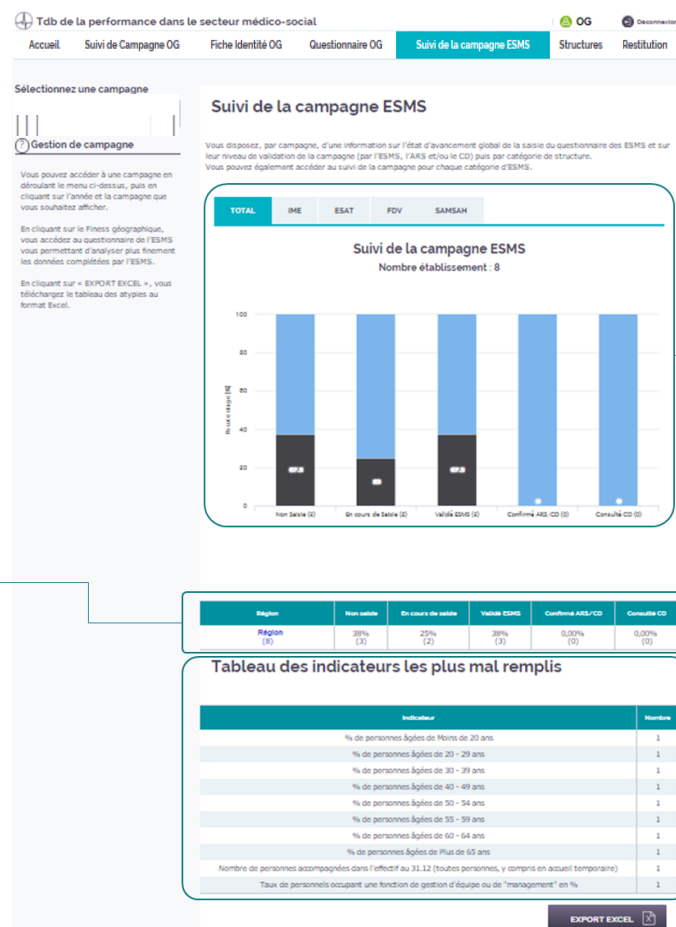 Tdb de la performance dans le secteur médico-social
OG
Deconnexion
Accueil
Suivi de Campagne OG
Fiche Identité OG
Questionnaire OG
Suivi de la campagne ESMS
Structures
Restitution
Sélectionnez une campagne
? Gestion de campagne
Vous pouvez accéder à une campagne en
déroulant le menu ci-dessus, puis en
cliquant sur l'année et la campagne que
vous souhaitez afficher.
En cliquant sur le Finess géographique,
vous accédez au questionnaire de l'ESMS
vous permettant d'analyser plus finement
les données complétées par l'ESMS.
En cliquant sur « EXPORT EXCEL », vous
téléchargez le tableau des atypies au
format Excel.
Suivi de la campagne ESMS
Vous disposez, par campagne, d'une information sur l'état d'avancement global de la saisie du questionnaire des ESMS et sur
leur niveau de validation de la campagne (par l'ESMS, l'ARS et/ou le CD) puis par catégorie de structure.
Vous pouvez également accéder au suivi de la campagne pour chaque catégorie d'ESMS.
TOTAL
IME
ESAT
FDV
SAMSAH
Suivi de la campagne ESMS
Nombre établissement : 8
Pourcentage [%]
100
80
60
40
20
0
Non Saisie
En cours de Saisie
Validé ESMS
Confirmé ARS/CD (0)
Consulté CD (0)
Région Non saisie En cours de saisie Validé ESMS Confirmé ARS/CD Consulté CD
Région 38% 25% 38% 0,00% 0,00%
(8) (3) (2) (3) (0) (0)
Tableau des indicateurs les plus mal remplis
Indicateur Nombre
% de personnes âgées de Moins de 20 ans 1
% de personnes âgées de 20 - 29 ans 1
% de personnes âgées de 30 - 39 ans 1
% de personnes âgées de 40 - 49 ans 1
% de personnes âgées de 50 - 54 ans 1
% de personnes âgées de 55 - 59 ans 1
% de personnes âgées de 60 - 64 ans 1
% de personnes âgées de Plus de 65 ans 1
Nombre de personnes accompagnées dans l'effectif au 31.12 (toutes personnes, y compris en accueil temporaire) 1
Taux de personnels occupant une fonction de gestion d'équipe ou de "management" en % 1
EXPORT EXCEL